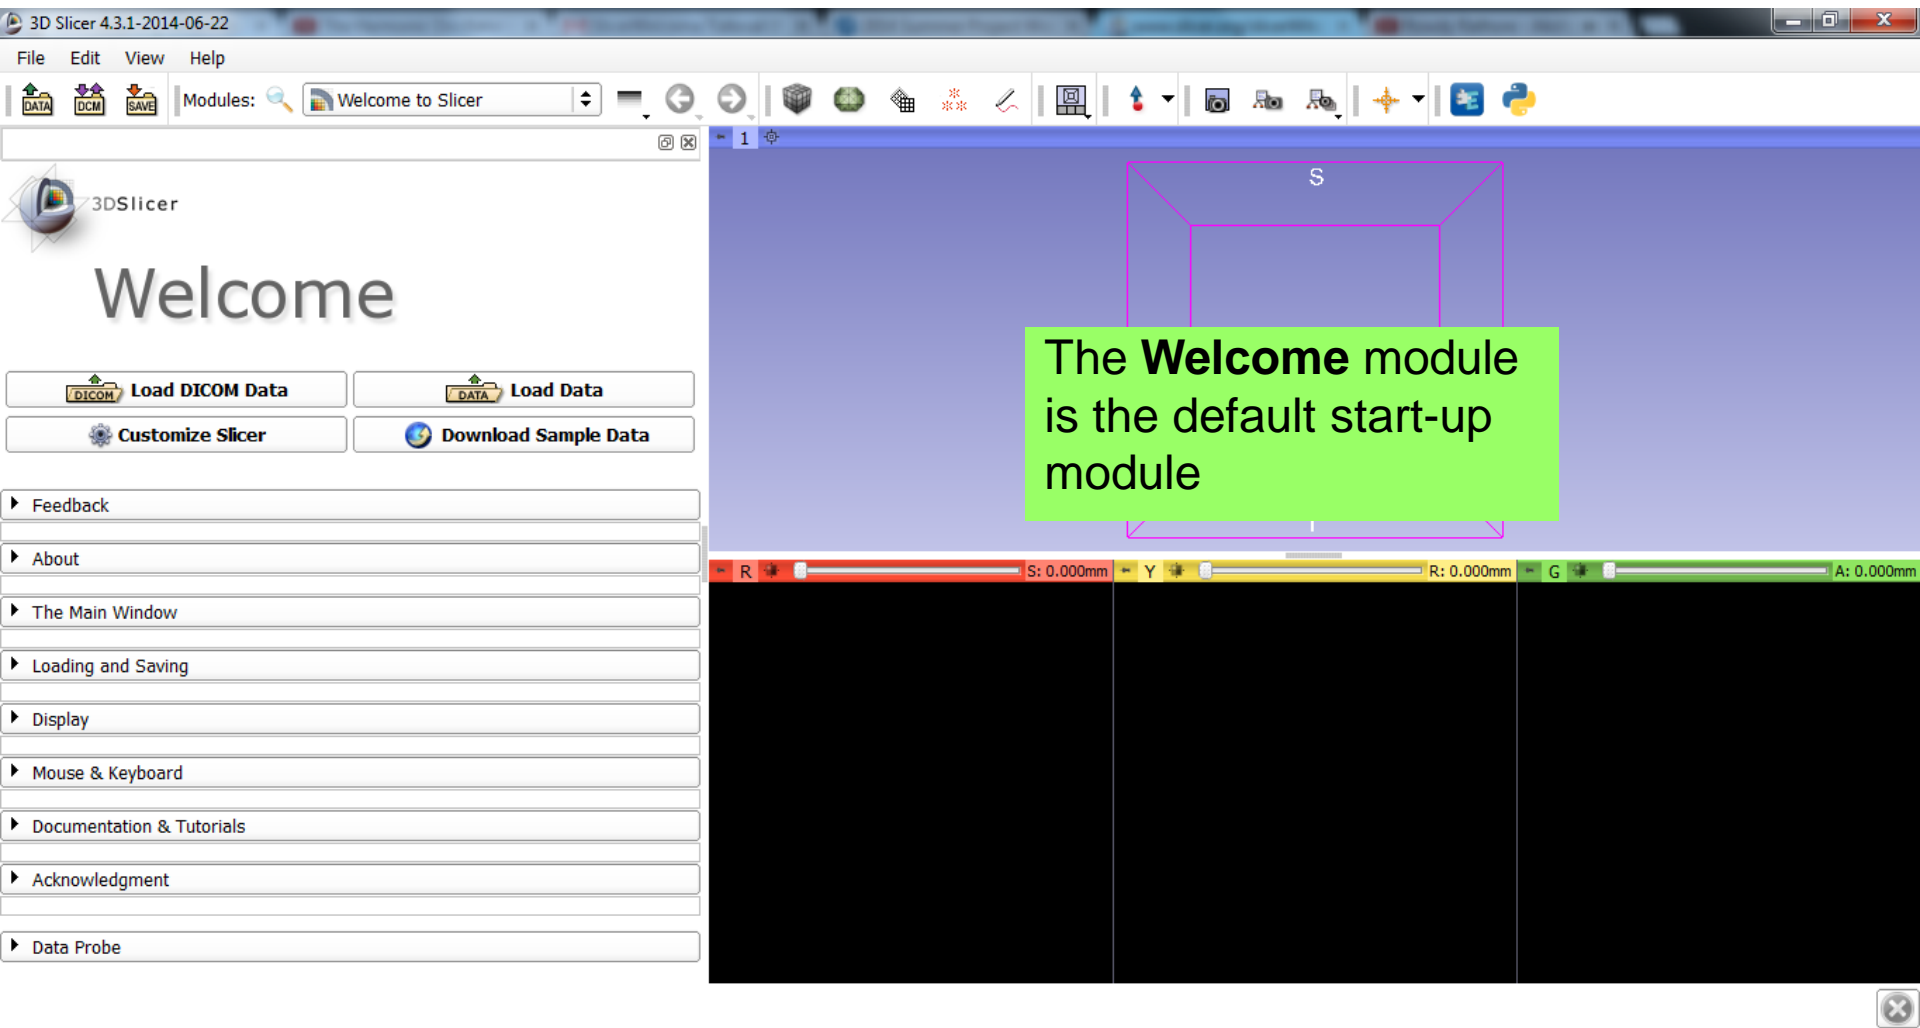 3D Slicer 4.3.1-2014-06-22
File Edit View Help
DATA DCM SAVE Modules: Welcome to Slicer
1
3DSlicer
Welcome
DICOM Load DICOM Data DATA Load Data
Customize Slicer Download Sample Data
Feedback
About
The Main Window
Loading and Saving
Display
Mouse & Keyboard
Documentation & Tutorials
Acknowledgment
Data Probe
S
The Welcome module
is the default start-up
module
R S: 0.000mm Y R: 0.000mm G A: 0.000mm